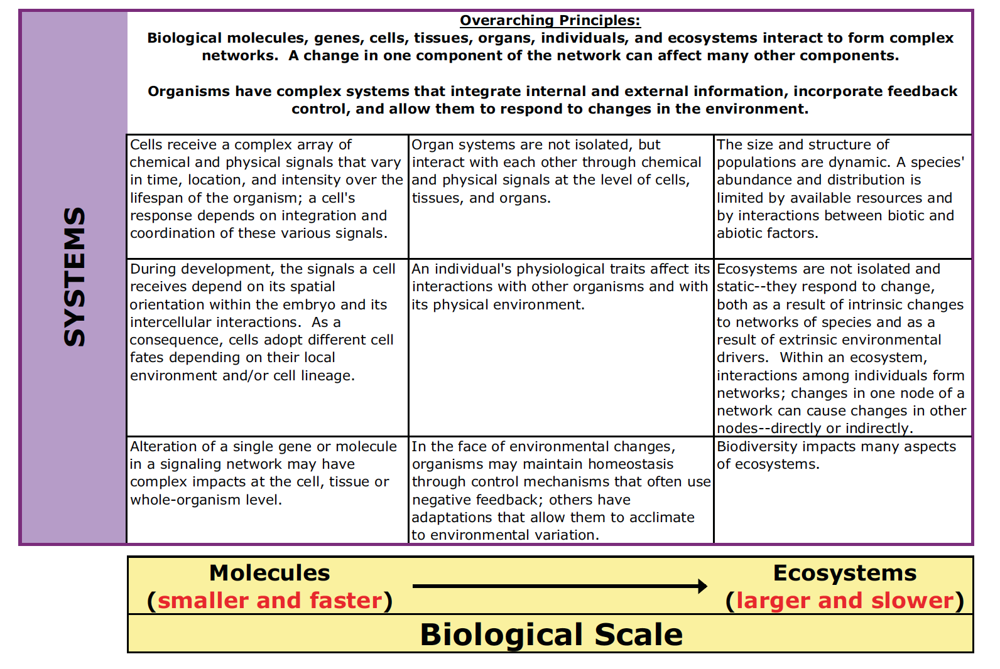 Overarching Principles:
Biological molecules, genes, cells, tissues, organs, individuals, and ecosystems interact to form complex
networks.  A change in one component of the network can affect many other components.
Organisms have complex systems that integrate internal and external information, incorporate feedback
control, and allow them to respond to changes in the environment.
SYSTEMS
Cells receive a complex array of
chemical and physical signals that vary
in time, location, and intensity over the
lifespan of the organism; a cell's
response depends on integration and
coordination of these various signals.
Organ systems are not isolated, but
interact with each other through chemical
and physical signals at the level of cells,
tissues, and organs.
The size and structure of
populations are dynamic. A species'
abundance and distribution is
limited by available resources and
by interactions between biotic and
abiotic factors.
During development, the signals a cell
receives depend on its spatial
orientation within the embryo and its
intercellular interactions.  As a
consequence, cells adopt different cell
fates depending on their local
environment and/or cell lineage.
An individual's physiological traits affect its
interactions with other organisms and with
its physical environment.
Ecosystems are not isolated and
static--they respond to change,
both as a result of intrinsic changes
to networks of species and as a
result of extrinsic environmental
drivers.  Within an ecosystem,
interactions among individuals form
networks; changes in one node of a
network can cause changes in other
nodes--directly or indirectly.
Alteration of a single gene or molecule
in a signaling network may have
complex impacts at the cell, tissue or
whole-organism level.
In the face of environmental changes,
organisms may maintain homeostasis
through control mechanisms that often use
negative feedback; others have
adaptations that allow them to acclimate
to environmental variation.
Biodiversity impacts many aspects
of ecosystems.
Molecules
(smaller and faster)
Ecosystems
(larger and slower)
Biological Scale